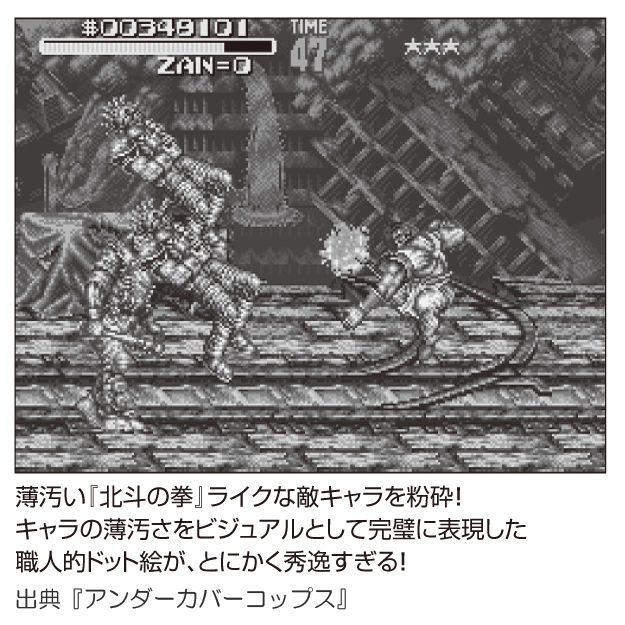 #00349101
TIME
47
★★★
ZAN=0
薄汚い『北斗の拳』ライクな敵キャラを粉砕!
キャラの薄汚さをビジュアルとして完璧に表現した
職人的ドット絵が、とにかく秀逸すぎる!
出典『アンダーカバーコップス』